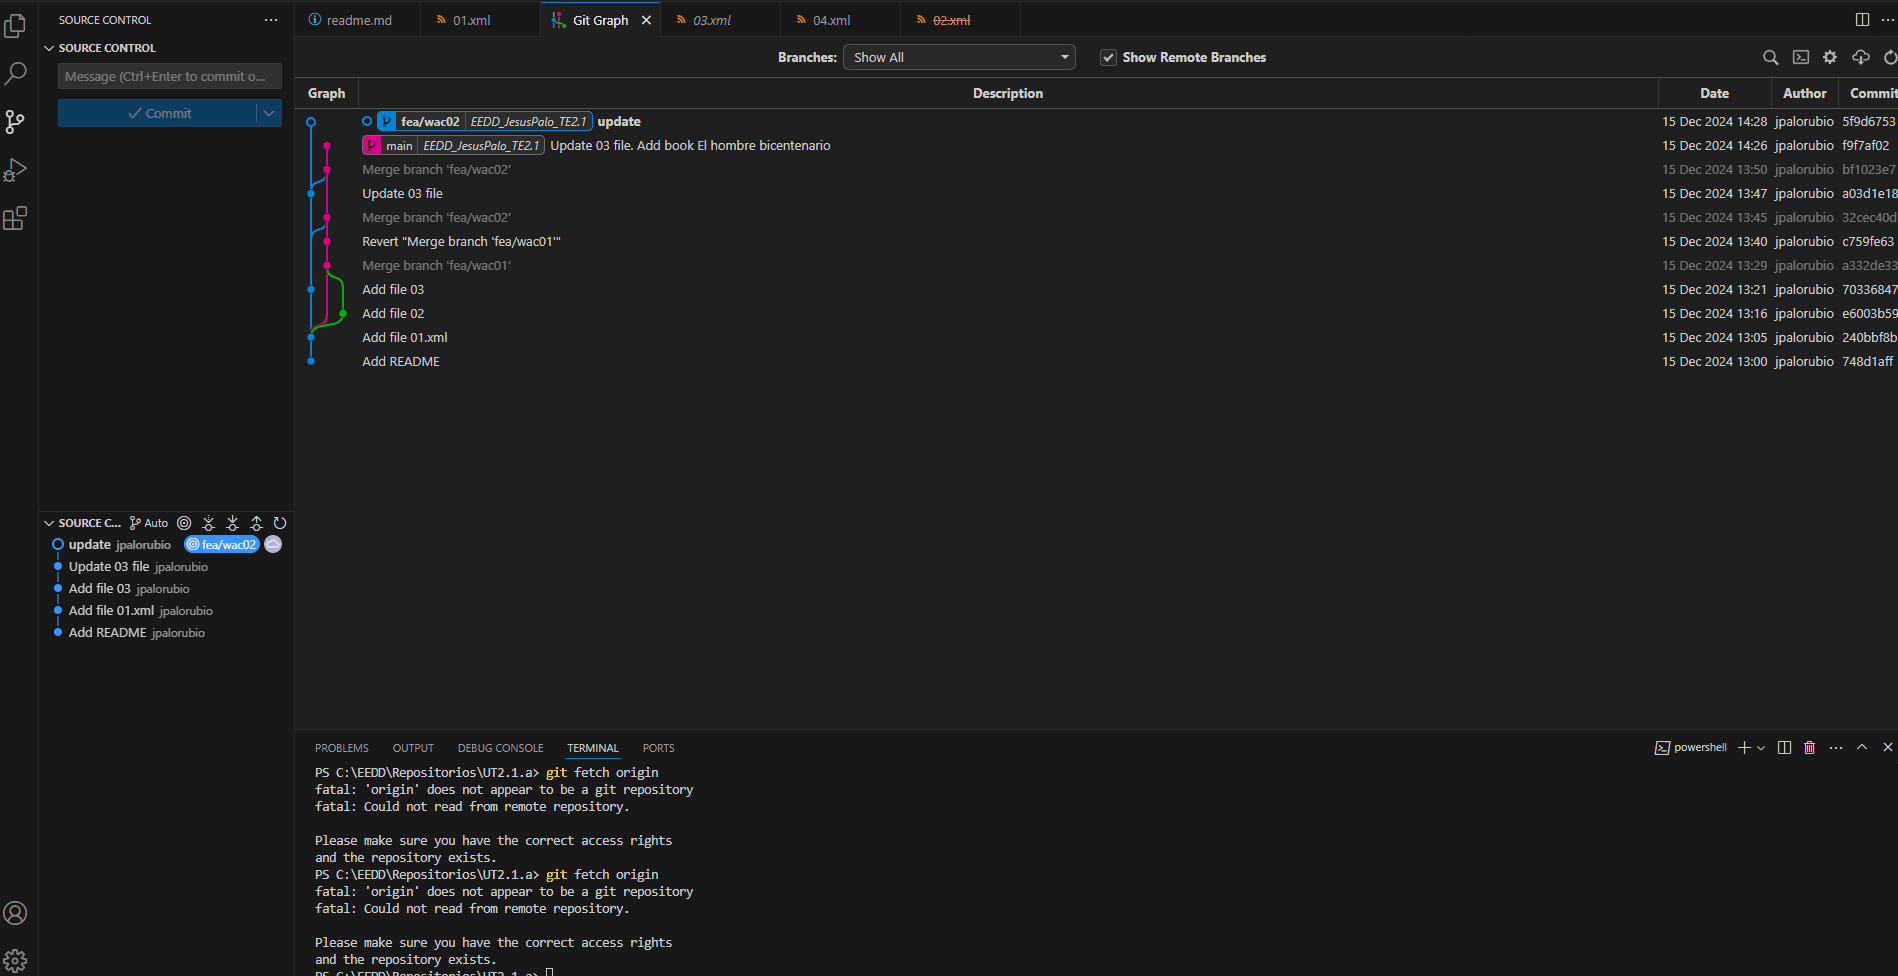 SOURCE CONTROL
readme.md
01.xml
Git Graph
03.xml
04.xml
02.xml
SOURCE CONTROL
Message (Ctrl+Enter to commit o...
Commit
Branches:
Show All
Show Remote Branches
Graph
Description
Date
Author
Commit
fea/wac02 EEDD_JesusPalo_TE2.1 update 15 Dec 2024 14:28 jpalorubio 5f9d6753
main EEDD_JesusPalo_TE2.1 Update 03 file. Add book El hombre bicentenario 15 Dec 2024 14:26 jpalorubio f9f7af02
Merge branch 'fea/wac02' 15 Dec 2024 13:50 jpalorubio bf1023e7
Update 03 file 15 Dec 2024 13:47 jpalorubio a03d1e18
Merge branch 'fea/wac02' 15 Dec 2024 13:45 jpalorubio 32cec40d
Revert "Merge branch 'fea/wac01'" 15 Dec 2024 13:40 jpalorubio c759fe63
Merge branch 'fea/wac01' 15 Dec 2024 13:29 jpalorubio a332de33
Add file 03 15 Dec 2024 13:21 jpalorubio 70336847
Add file 02 15 Dec 2024 13:16 jpalorubio e6003b59
Add file 01.xml 15 Dec 2024 13:05 jpalorubio 240bbf8b
Add README 15 Dec 2024 13:00 jpalorubio 748d1aff
SOURCE C... Auto
update jpalorubio fea/wac02
Update 03 file jpalorubio
Add file 03 jpalorubio
Add file 01.xml jpalorubio
Add README jpalorubio
PROBLEMS
OUTPUT
DEBUG CONSOLE
TERMINAL
PORTS
powershell
PS C:\EEDD\Repositorios\UT2.1.a> git fetch origin
fatal: 'origin' does not appear to be a git repository
fatal: Could not read from remote repository.
Please make sure you have the correct access rights
and the repository exists.
PS C:\EEDD\Repositorios\UT2.1.a> git fetch origin
fatal: 'origin' does not appear to be a git repository
fatal: Could not read from remote repository.
Please make sure you have the correct access rights
and the repository exists.
PS C:\EEDD\Repositorios\UT2.1.a>